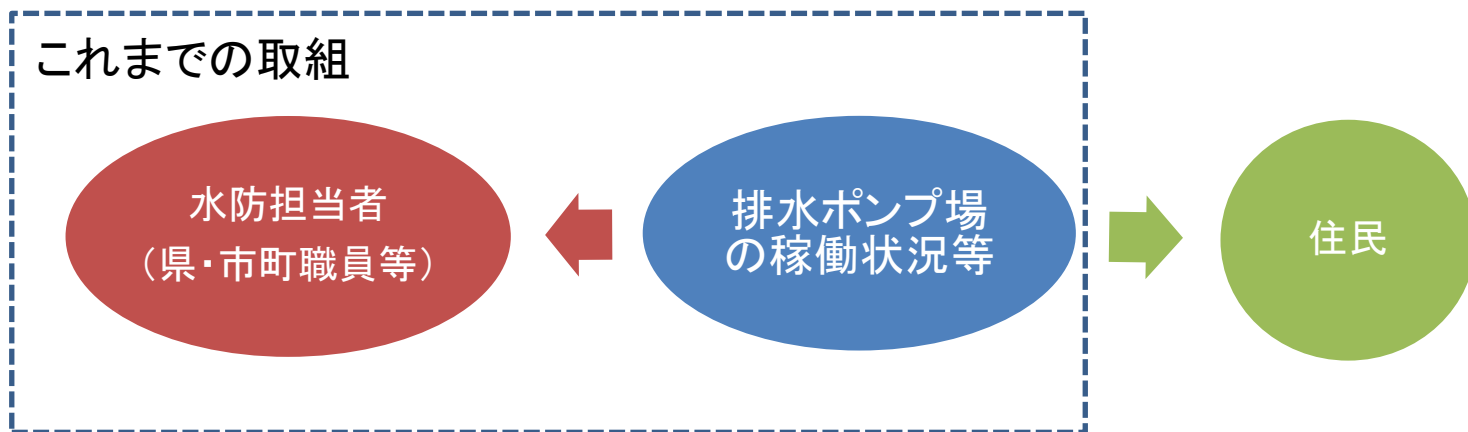 これまでの取組
水防担当者
（県・市町職員等）
排水ポンプ場
の稼働状況等
住民